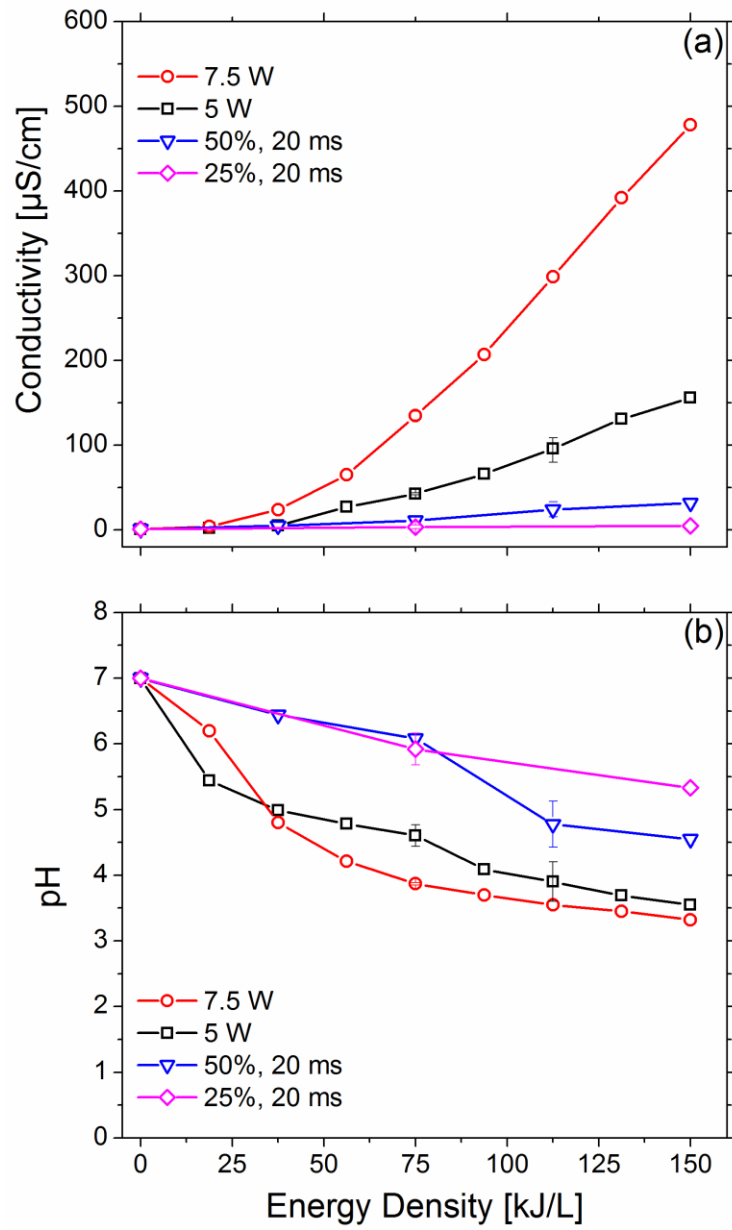 (a)
7.5 W
5 W
50%, 20 ms
25%, 20 ms
Conductivity [µS/cm]
600
500
400
300
200
100
0
(b)
8
7
6
5
4
3
2
1
0
pH
7.5 W
5 W
50%, 20 ms
25%, 20 ms
0 25 50 75 100 125 150
Energy Density [kJ/L]